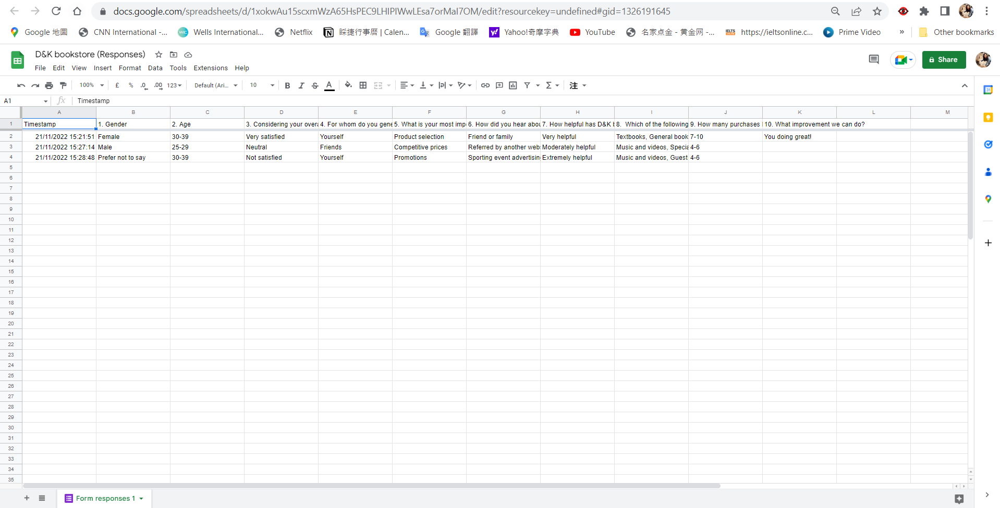 docs.google.com/spreadsheets/d/1xokwAu15scxmWzA65HsPEC9LHIPIWwLEsa7orMaI7OM/edit?resourcekey=undefined#gid=1326191645
Google 地圖 CNN International -... Wells International... Netflix 睬捷行事曆 | Calen... Google 翻譯 Yahoo!奇摩字典 YouTube 名家点金 - 黄金网 -... IELTS https://ieltsonline.c... Prime Video » Other bookmarks
D&K bookstore (Responses)
File Edit View Insert Format Data Tools Extensions Help
Share
100% £ % .0 .00 123 Default (Ari... 10 B I S A Σ 注
A1 fx Timestamp
A B C D E F G H I J K L M
1 Timestamp 1. Gender 2. Age 3. Considering your overa 4. For whom do you gene 5. What is your most imp 6. How did you hear abou 7. How helpful has D&K b 8. Which of the following 9. How many purchases 10. What improvement we can do?
2 21/11/2022 15:21:51 Female 30-39 Very satisfied Yourself Product selection Friend or family Very helpful Textbooks, General book 7-10 You doing great!
3 21/11/2022 15:27:14 Male 25-29 Neutral Friends Competitive prices Referred by another web Moderately helpful Music and videos, Specia 4-6
4 21/11/2022 15:28:48 Prefer not to say 30-39 Not satisfied Yourself Promotions Sporting event advertisin Extremely helpful Music and videos, Guest 4-6
5
6
7
8
9
10
11
12
13
14
15
16
17
18
19
20
21
22
23
24
25
26
27
28
29
30
31
32
33
34
35
Form responses 1